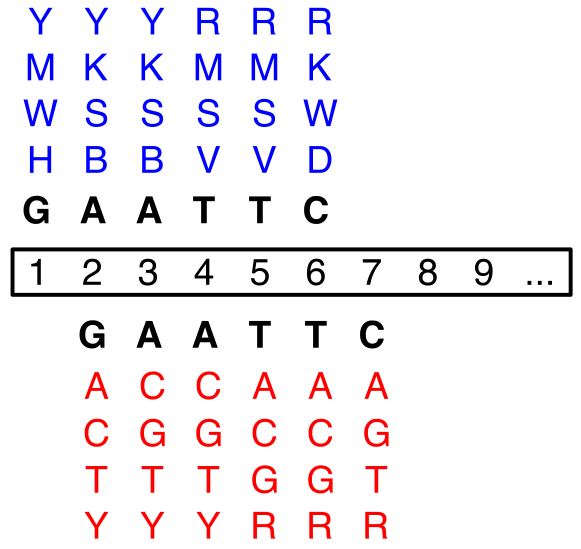 Y Y Y R R R
M K K M M K
W S S S S W
H B B V V D
G A A T T C
1 2 3 4 5 6 7 8 9 ...
G A A T T C
A C C A A A
C G G C C G
T T T G G T
Y Y Y R R R